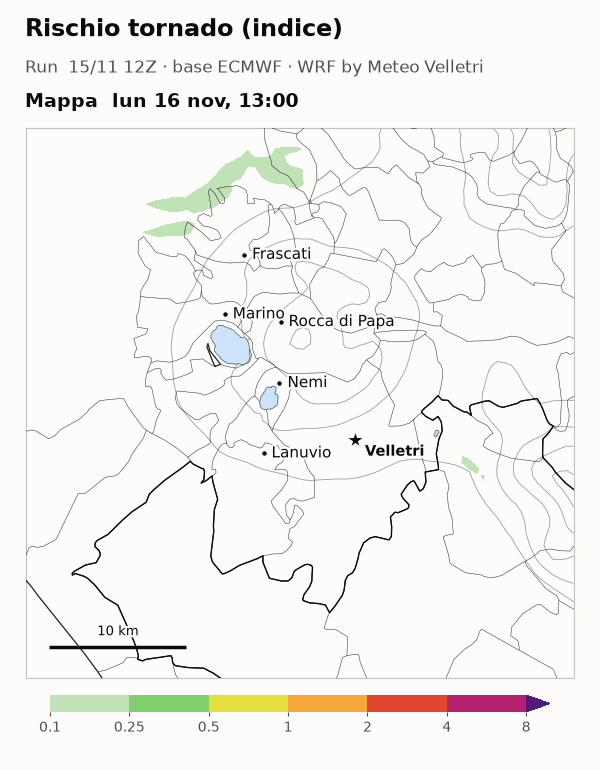 Rischio tornado (indice)
Run  15/11 12Z · base ECMWF · WRF by Meteo Velletri
Mappa  lun 16 nov, 13:00
Frascati
Marino
Rocca di Papa
Nemi
Velletri
Lanuvio
10 km
0.1 0.25 0.5 1 2 4 8